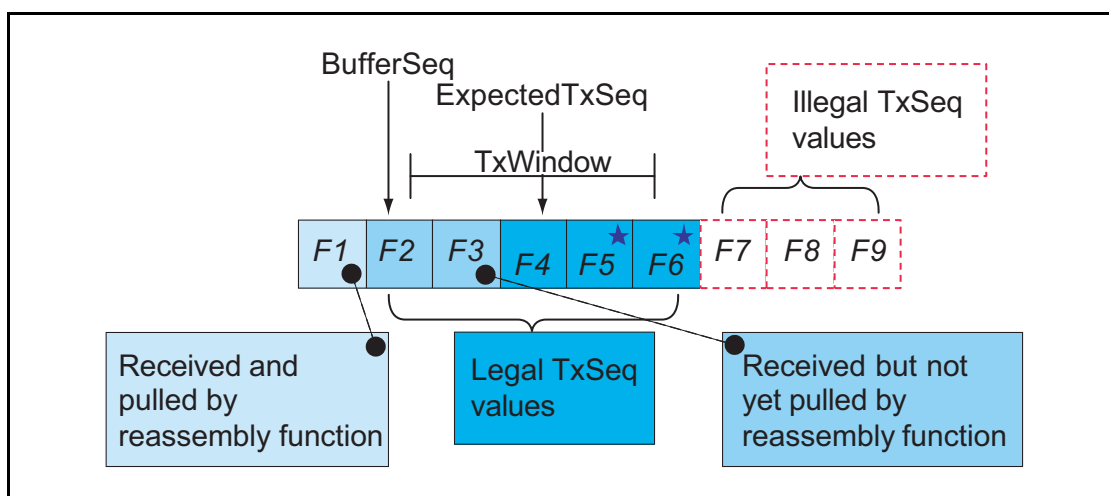 BufferSeq
ExpectedTxSeq
TxWindow
Illegal TxSeq
values
F1 F2 F3 F4 F5 F6 F7 F8 F9
Received and
pulled by
reassembly function
Legal TxSeq
values
Received but not
yet pulled by
reassembly function